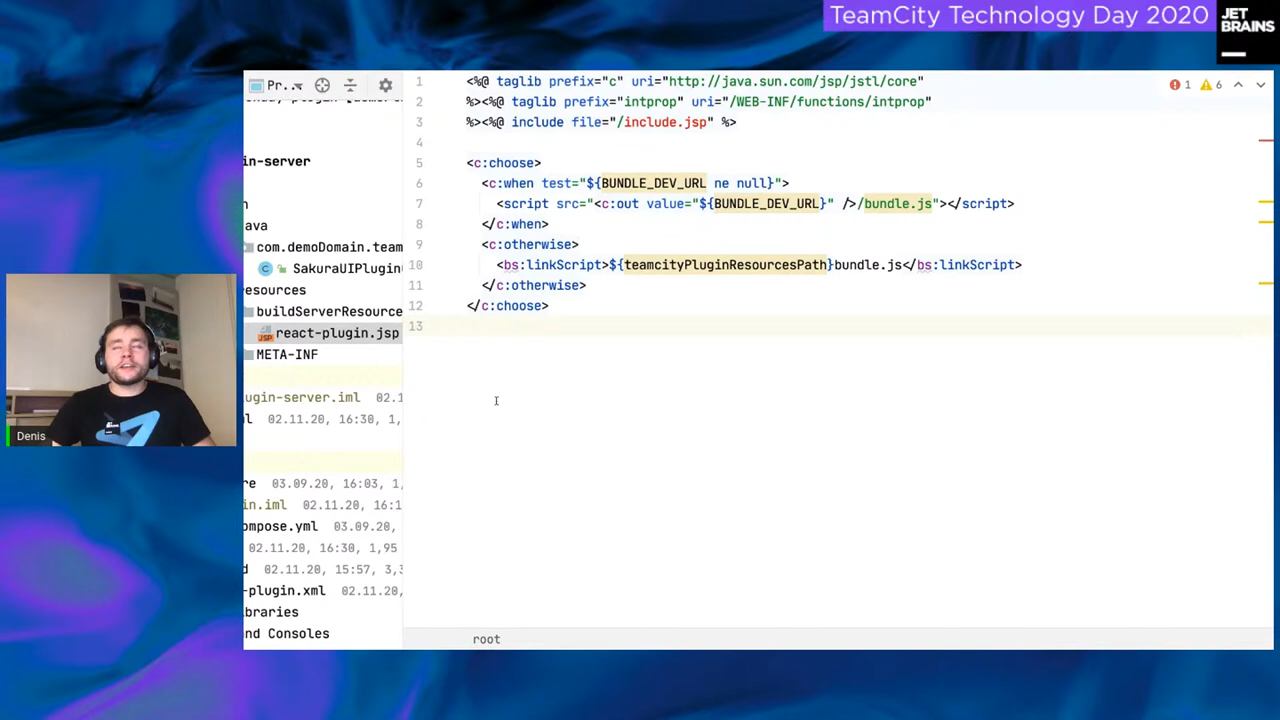 TeamCity Technology Day 2020
JET
BRAINS
Pr..
1 <%@ taglib prefix="c" uri="http://java.sun.com/jsp/jstl/core"
2 %><%@ taglib prefix="intprop" uri="/WEB-INF/functions/intprop"
3 %><%@ include file="/include.jsp" %>
4
5 <c:choose>
6 <c:when test="${BUNDLE_DEV_URL ne null}">
7 <script src="<c:out value="${BUNDLE_DEV_URL}" />/bundle.js"></script>
8 </c:when>
9 <c:otherwise>
10 <bs:linkScript>${teamcityPluginResourcesPath}bundle.js</bs:linkScript>
11 </c:otherwise>
12 </c:choose>
13
1 6
in-server
n
ava
com.demoDomain.team
C SakuraUIPlugin
esources
buildServerResource
JSP react-plugin.jsp
META-INF
ugin-server.iml 02.1
ml 02.11.20, 16:30, 1,
re 03.09.20, 16:03, 1,
in.iml 02.11.20, 16:1
ompose.yml 03.09.20,
02.11.20, 16:30, 1,95
d 02.11.20, 15:57, 3,3
-plugin.xml 02.11.20,
ibraries
and Consoles
root
Denis